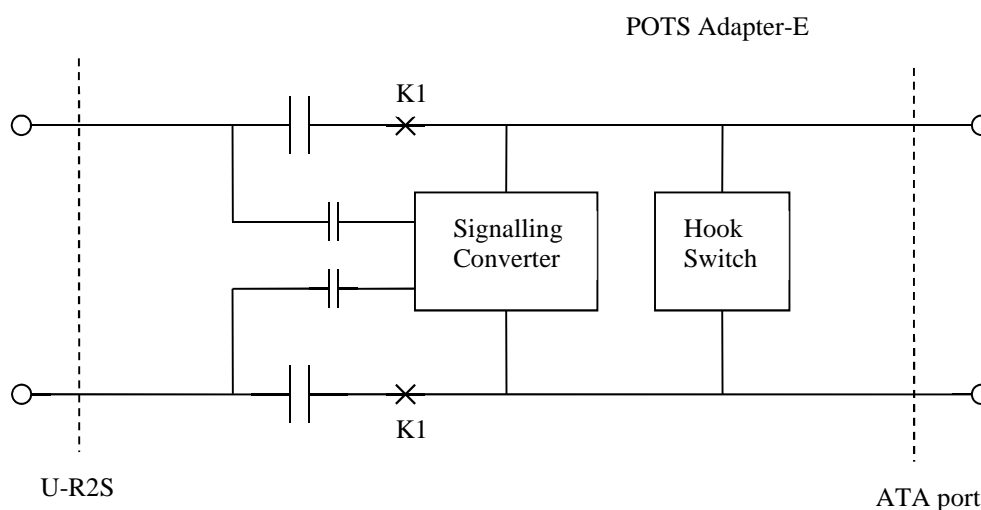 POTS Adapter-E
K1
Signalling
Converter
Hook
Switch
K1
U-R2S
ATA port